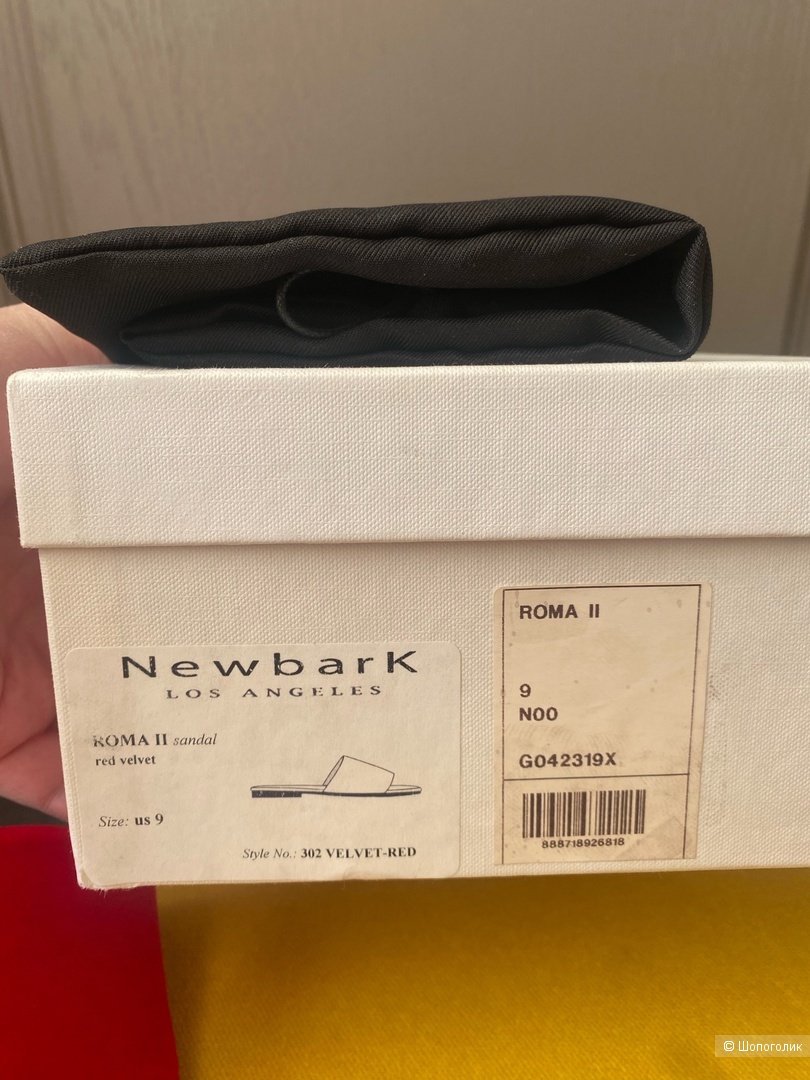 NewbarK
LOS ANGELES
ROMA II sandal
red velvet
Size: us 9
Style No.: 302 VELVET-RED
ROMA II
9
N00
G042319X
888718926818
© Шопоголик